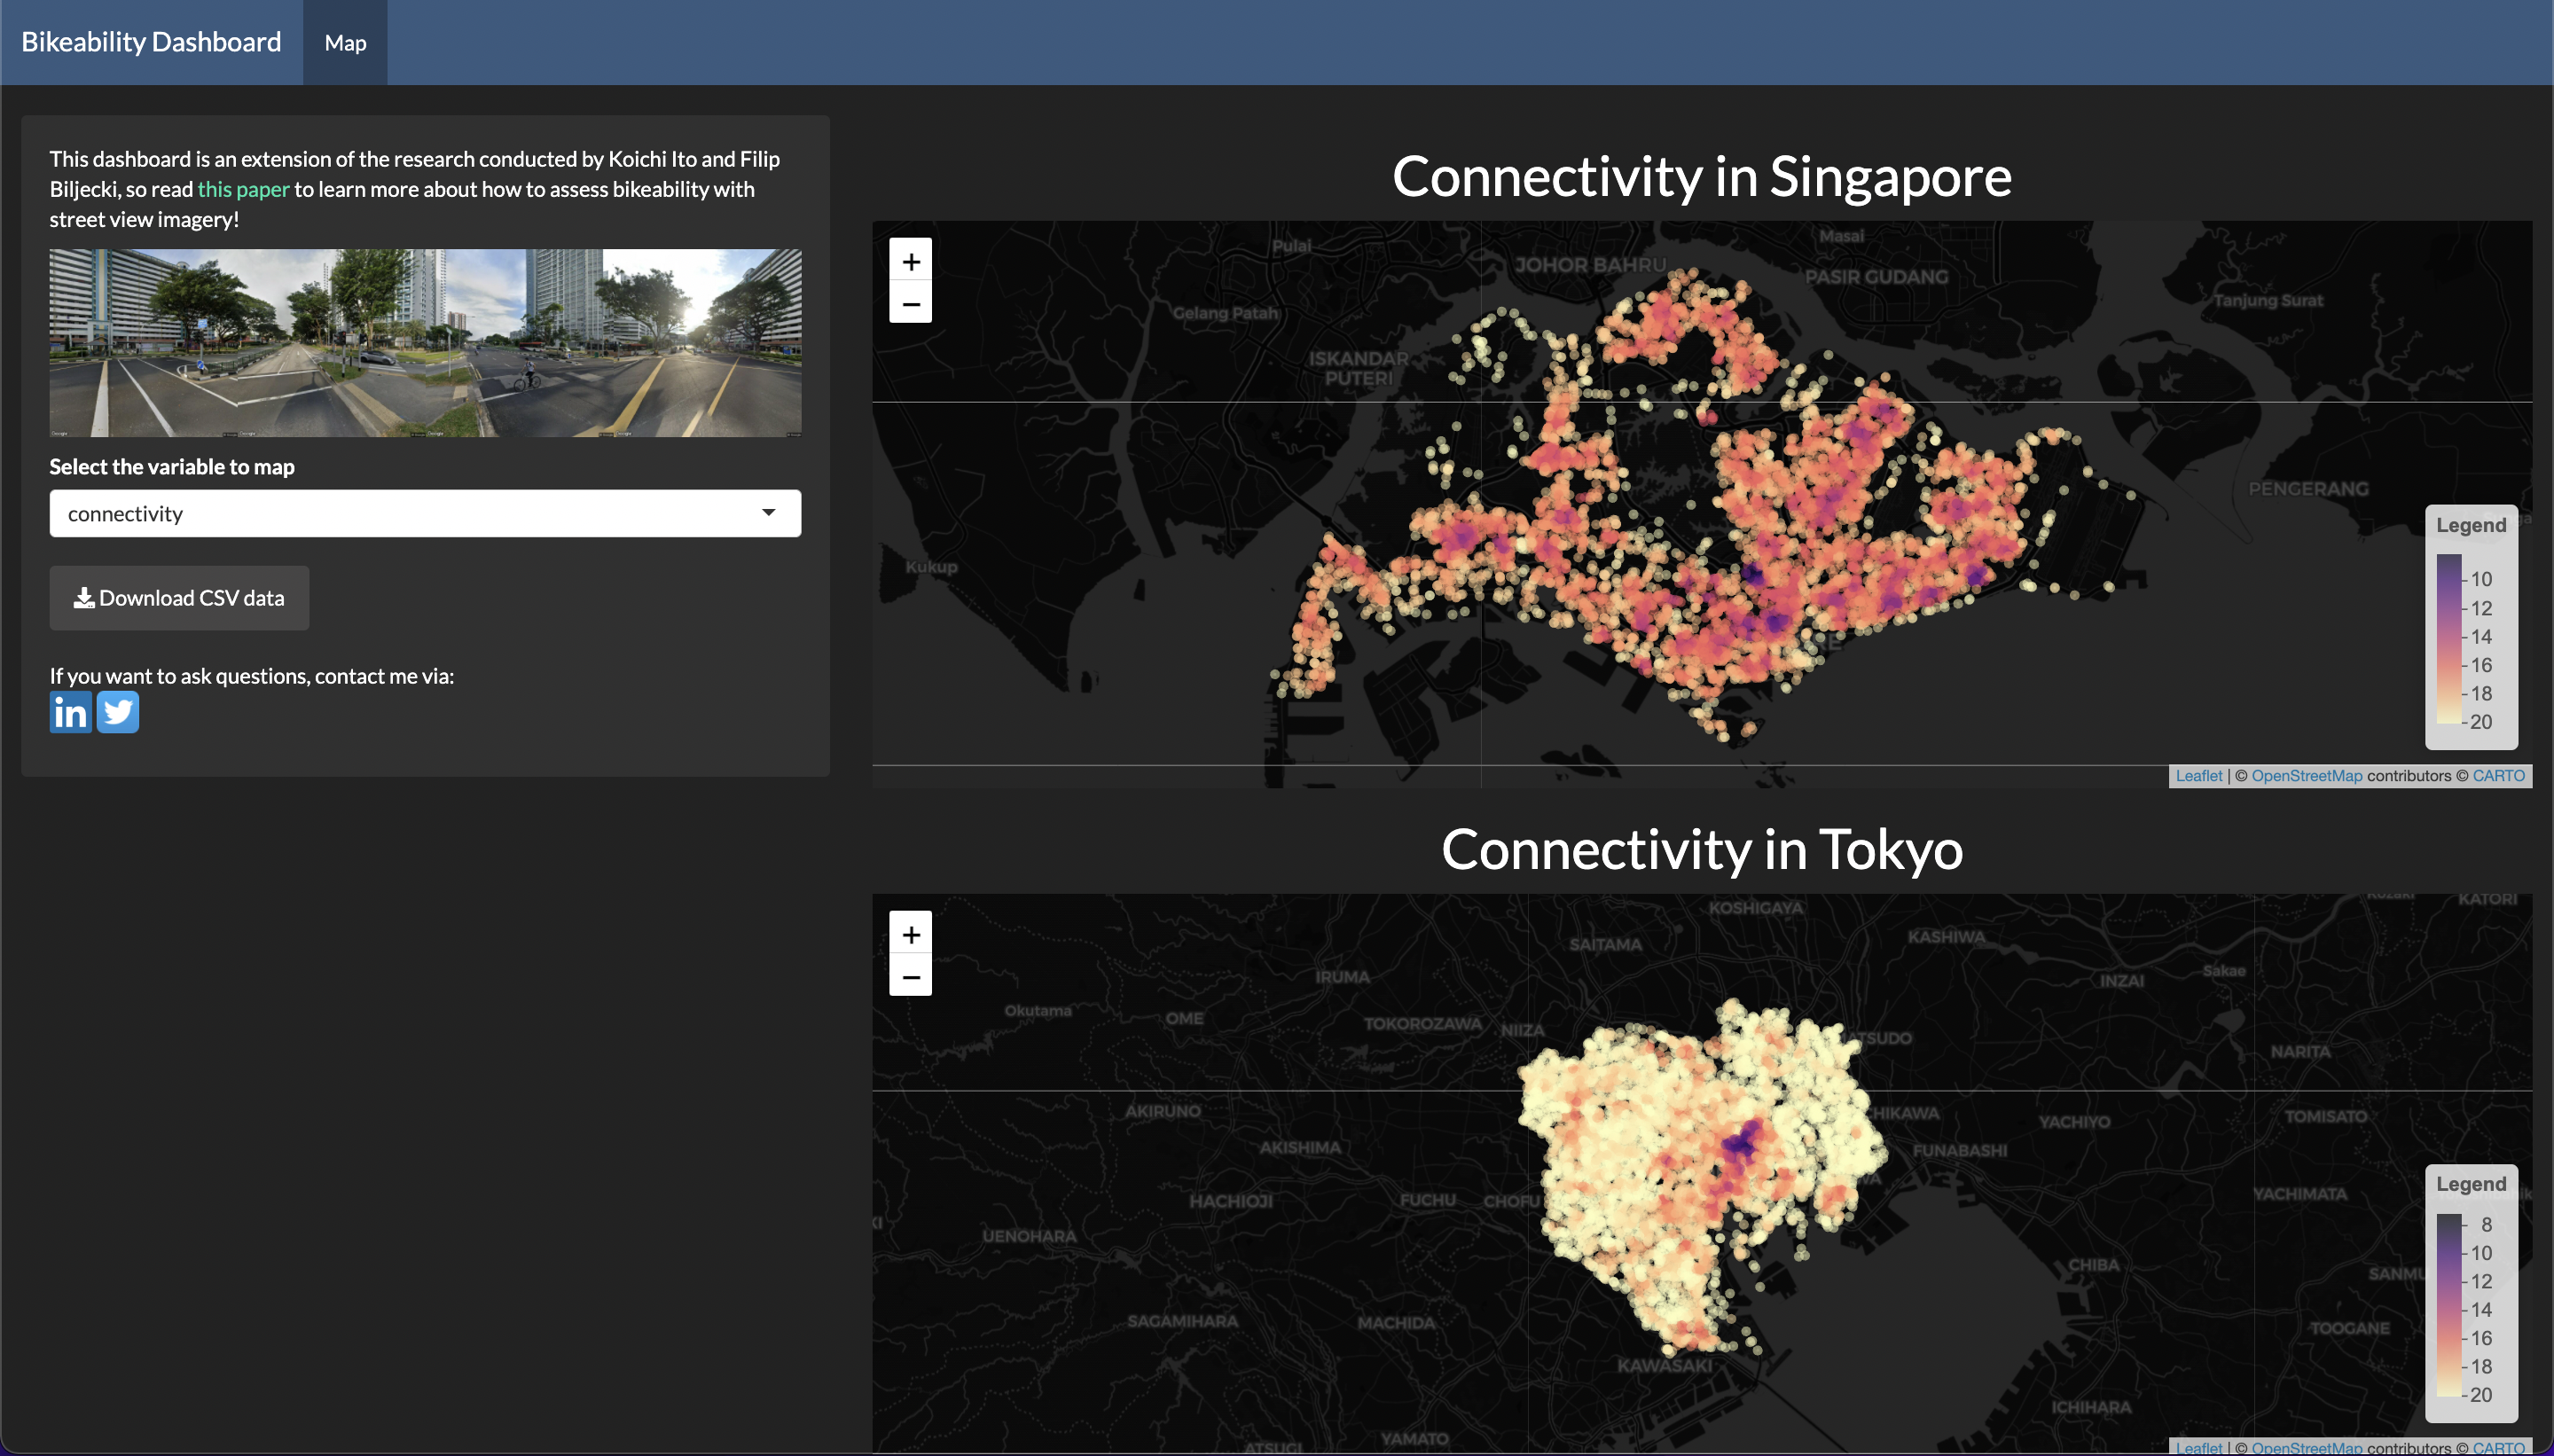 Bikeability Dashboard
Map
This dashboard is an extension of the research conducted by Koichi Ito and Filip
Biljecki, so read this paper to learn more about how to assess bikeability with
street view imagery!
Select the variable to map
connectivity
Download CSV data
If you want to ask questions, contact me via:
in
Connectivity in Singapore
+
−
Pulai
Masai
JOHOR BAHRU
PASIR GUDANG
Gelang Patah
Tanjung Surat
ISKANDAR
PUTERI
PENGERANG
Kukup
Legend
10
12
14
16
18
20
Leaflet | © OpenStreetMap contributors © CARTO
Connectivity in Tokyo
+
−
KOSHIGAYA
KATORI
SAITAMA
KASHIWA
IRUMA
INZAI
Sakae
Okutama
OME
TOKOROZAWA
NIIZA
NARITA
AKIRUNO
YACHIYO
TOMISATO
AKISHIMA
FUNABASHI
HACHIOJI
FUCHU
CHOFU
YACHIMATA
UENOHARA
CHIBA
SANMU
SAGAMIHARA
MACHIDA
TOOGANE
KAWASAKI
ICHIHARA
YAMATO
ATSUGI
Legend
8
10
12
14
16
18
20
Leaflet | © OpenStreetMap contributors © CARTO